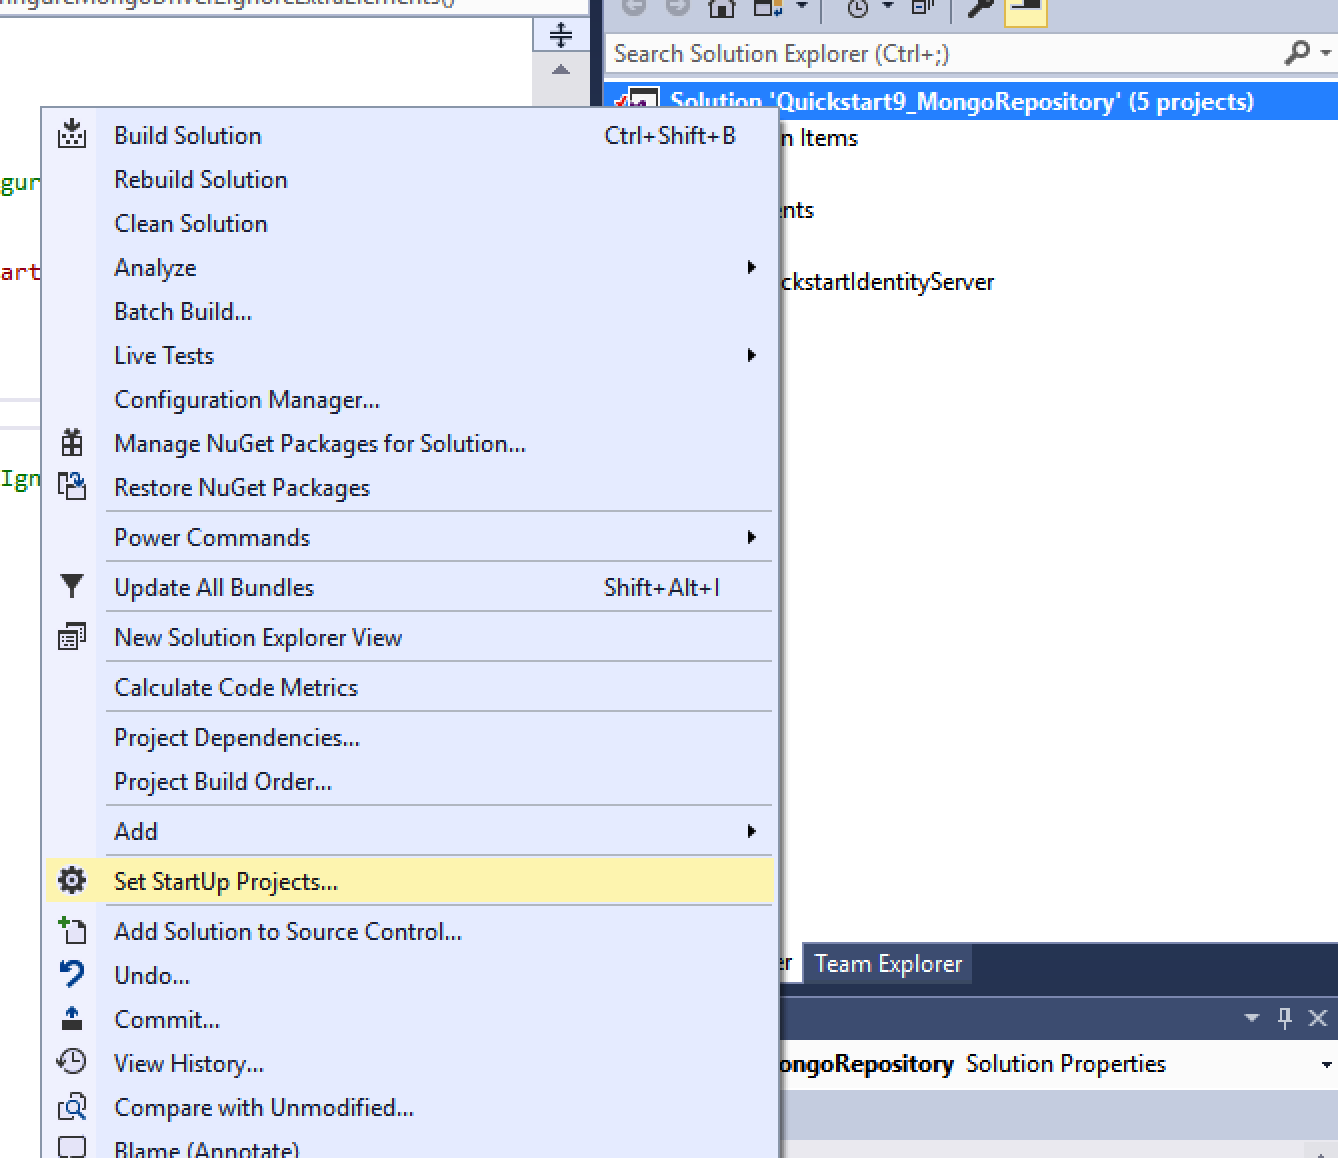 Search Solution Explorer (Ctrl+;)
Solution 'Quickstart9_MongoRepository' (5 projects)
Build Solution Ctrl+Shift+B
n Items
gur
Rebuild Solution
nts
Clean Solution
art
Analyze
ckstartIdentityServer
Batch Build...
Live Tests
Configuration Manager...
Manage NuGet Packages for Solution...
Ign
Restore NuGet Packages
Power Commands
Update All Bundles Shift+Alt+I
New Solution Explorer View
Calculate Code Metrics
Project Dependencies...
Project Build Order...
Add
Set StartUp Projects...
Add Solution to Source Control...
er Team Explorer
Undo...
Commit...
View History...
ongoRepository Solution Properties
Compare with Unmodified...
Blame (Annotate)